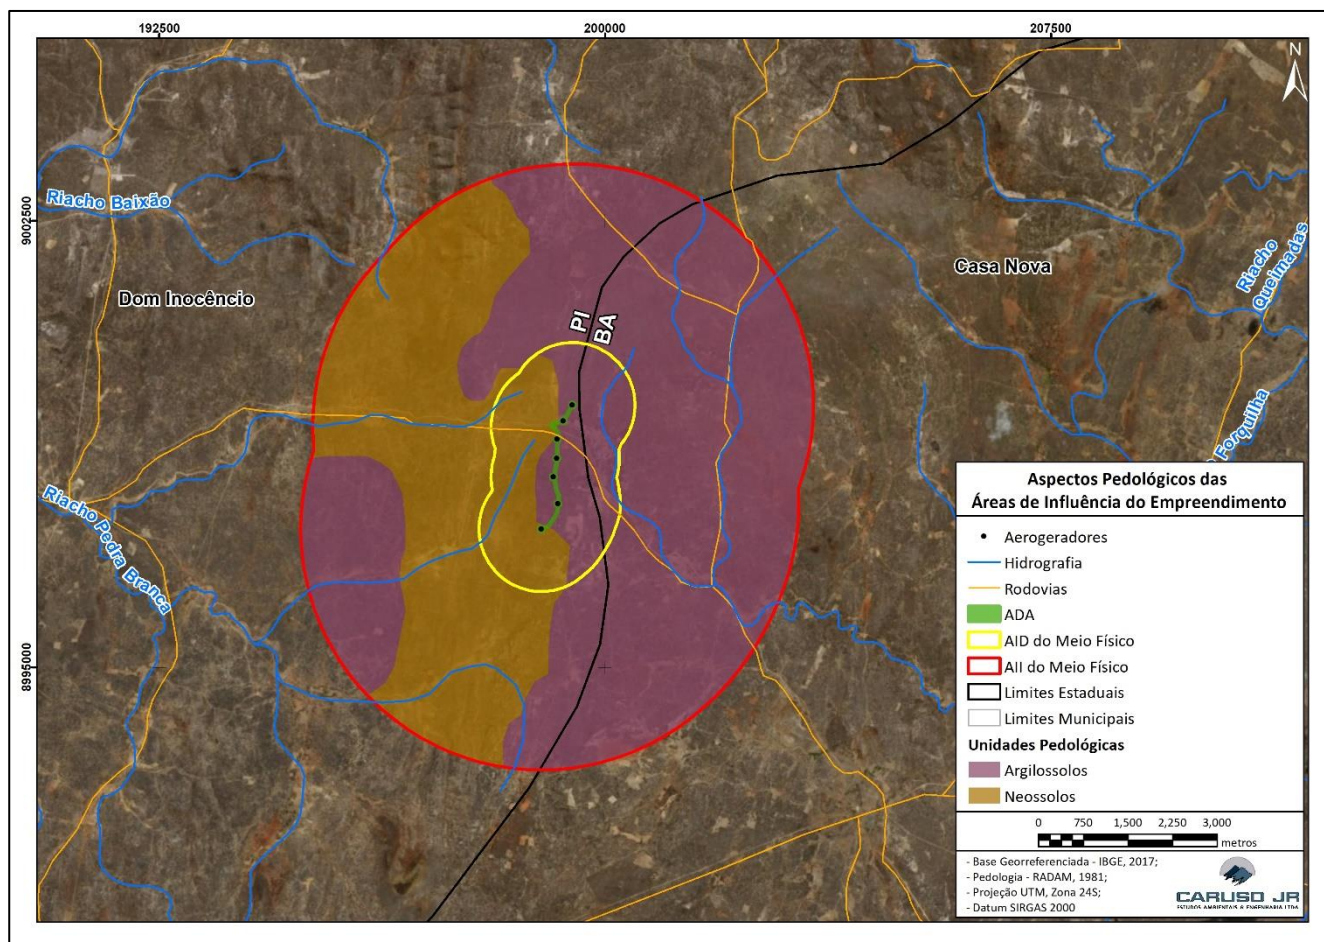 192500
200000
207500
N
9002500
8995000
Riacho Baixão
Dom Inocêncio
Casa Nova
Riacho
Queimadas
PI
BA
Forquilha
Riacho Pedra Branca
Aspectos Pedológicos das
Áreas de Influência do Empreendimento
Aerogeradores
Hidrografia
Rodovias
ADA
AID do Meio Físico
AII do Meio Físico
Limites Estaduais
Limites Municipais
Unidades Pedológicas
Argilossolos
Neossolos
0 750 1,500 2,250 3,000
metros
- Base Georreferenciada - IBGE, 2017;
- Pedologia - RADAM, 1981;
- Projeção UTM, Zona 24S;
- Datum SIRGAS 2000
CARUSO JR
ESTUDOS AMBIENTAIS & ENGENHARIA LTDA